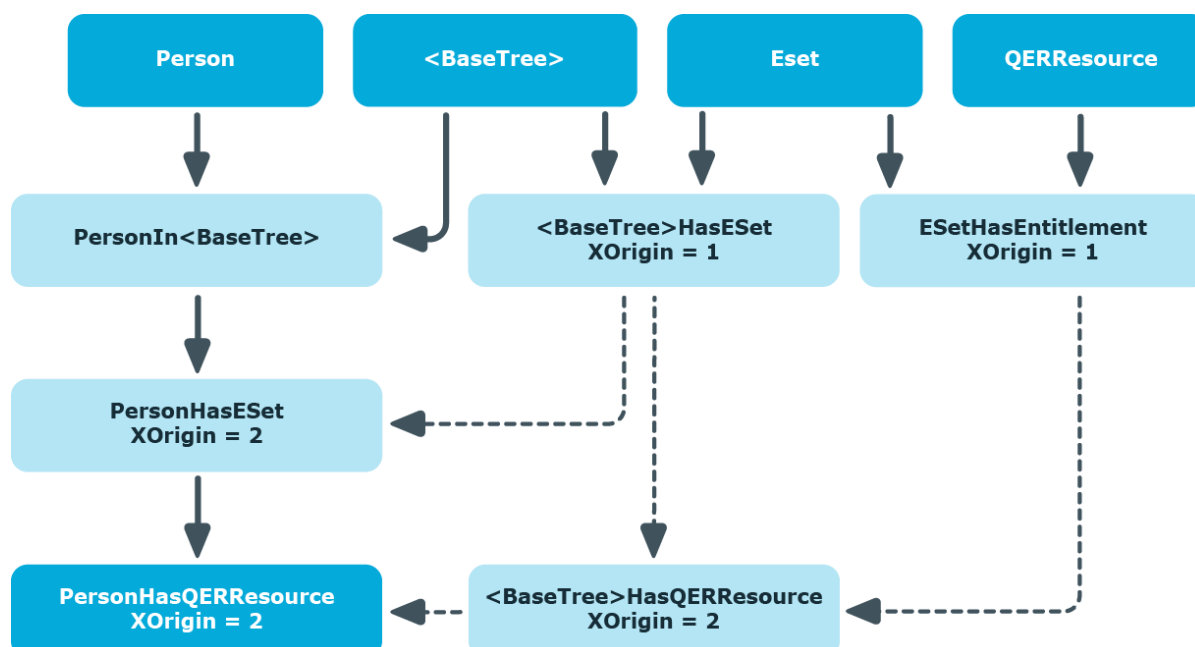 Person
<BaseTree>
Eset
QERResource
PersonIn<BaseTree>
<BaseTree>HasESet
XOrigin = 1
ESetHasEntitlement
XOrigin = 1
PersonHasESet
XOrigin = 2
PersonHasQERResource
XOrigin = 2
<BaseTree>HasQERResource
XOrigin = 2